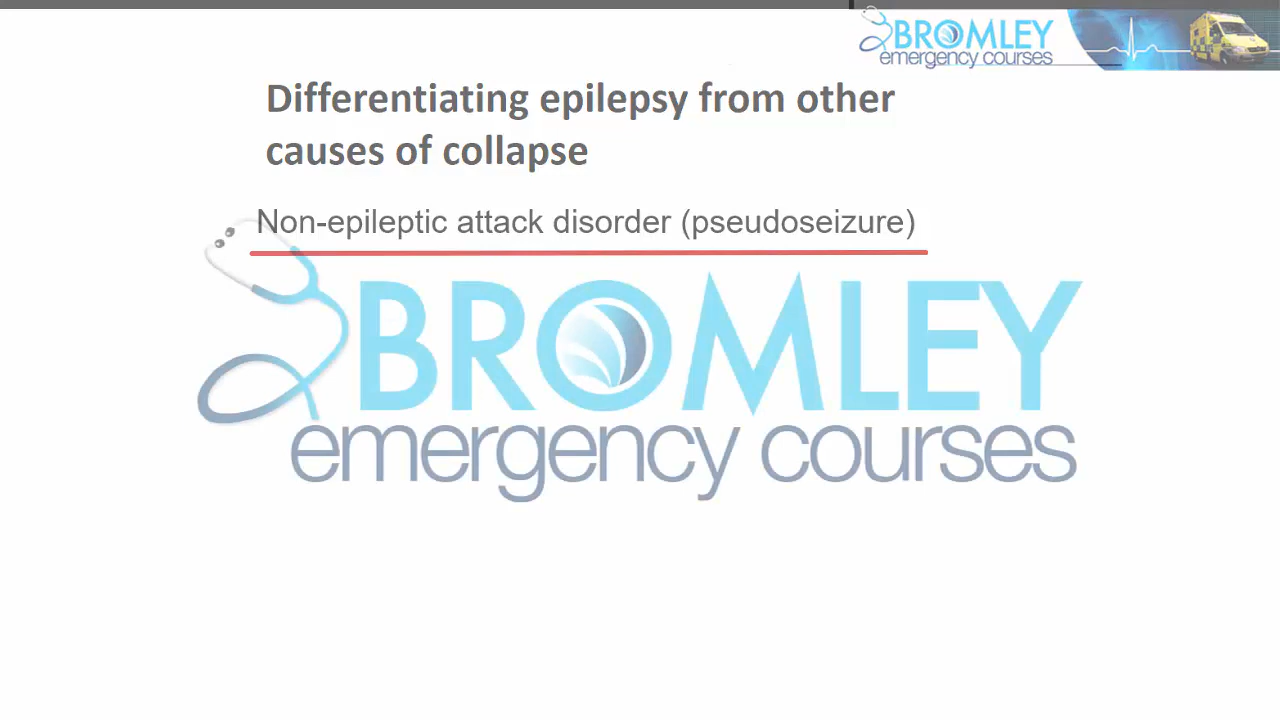 BROMLEY
emergency courses
Differentiating epilepsy from other
causes of collapse
Non-epileptic attack disorder (pseudoseizure)
BROMLEY
emergency courses